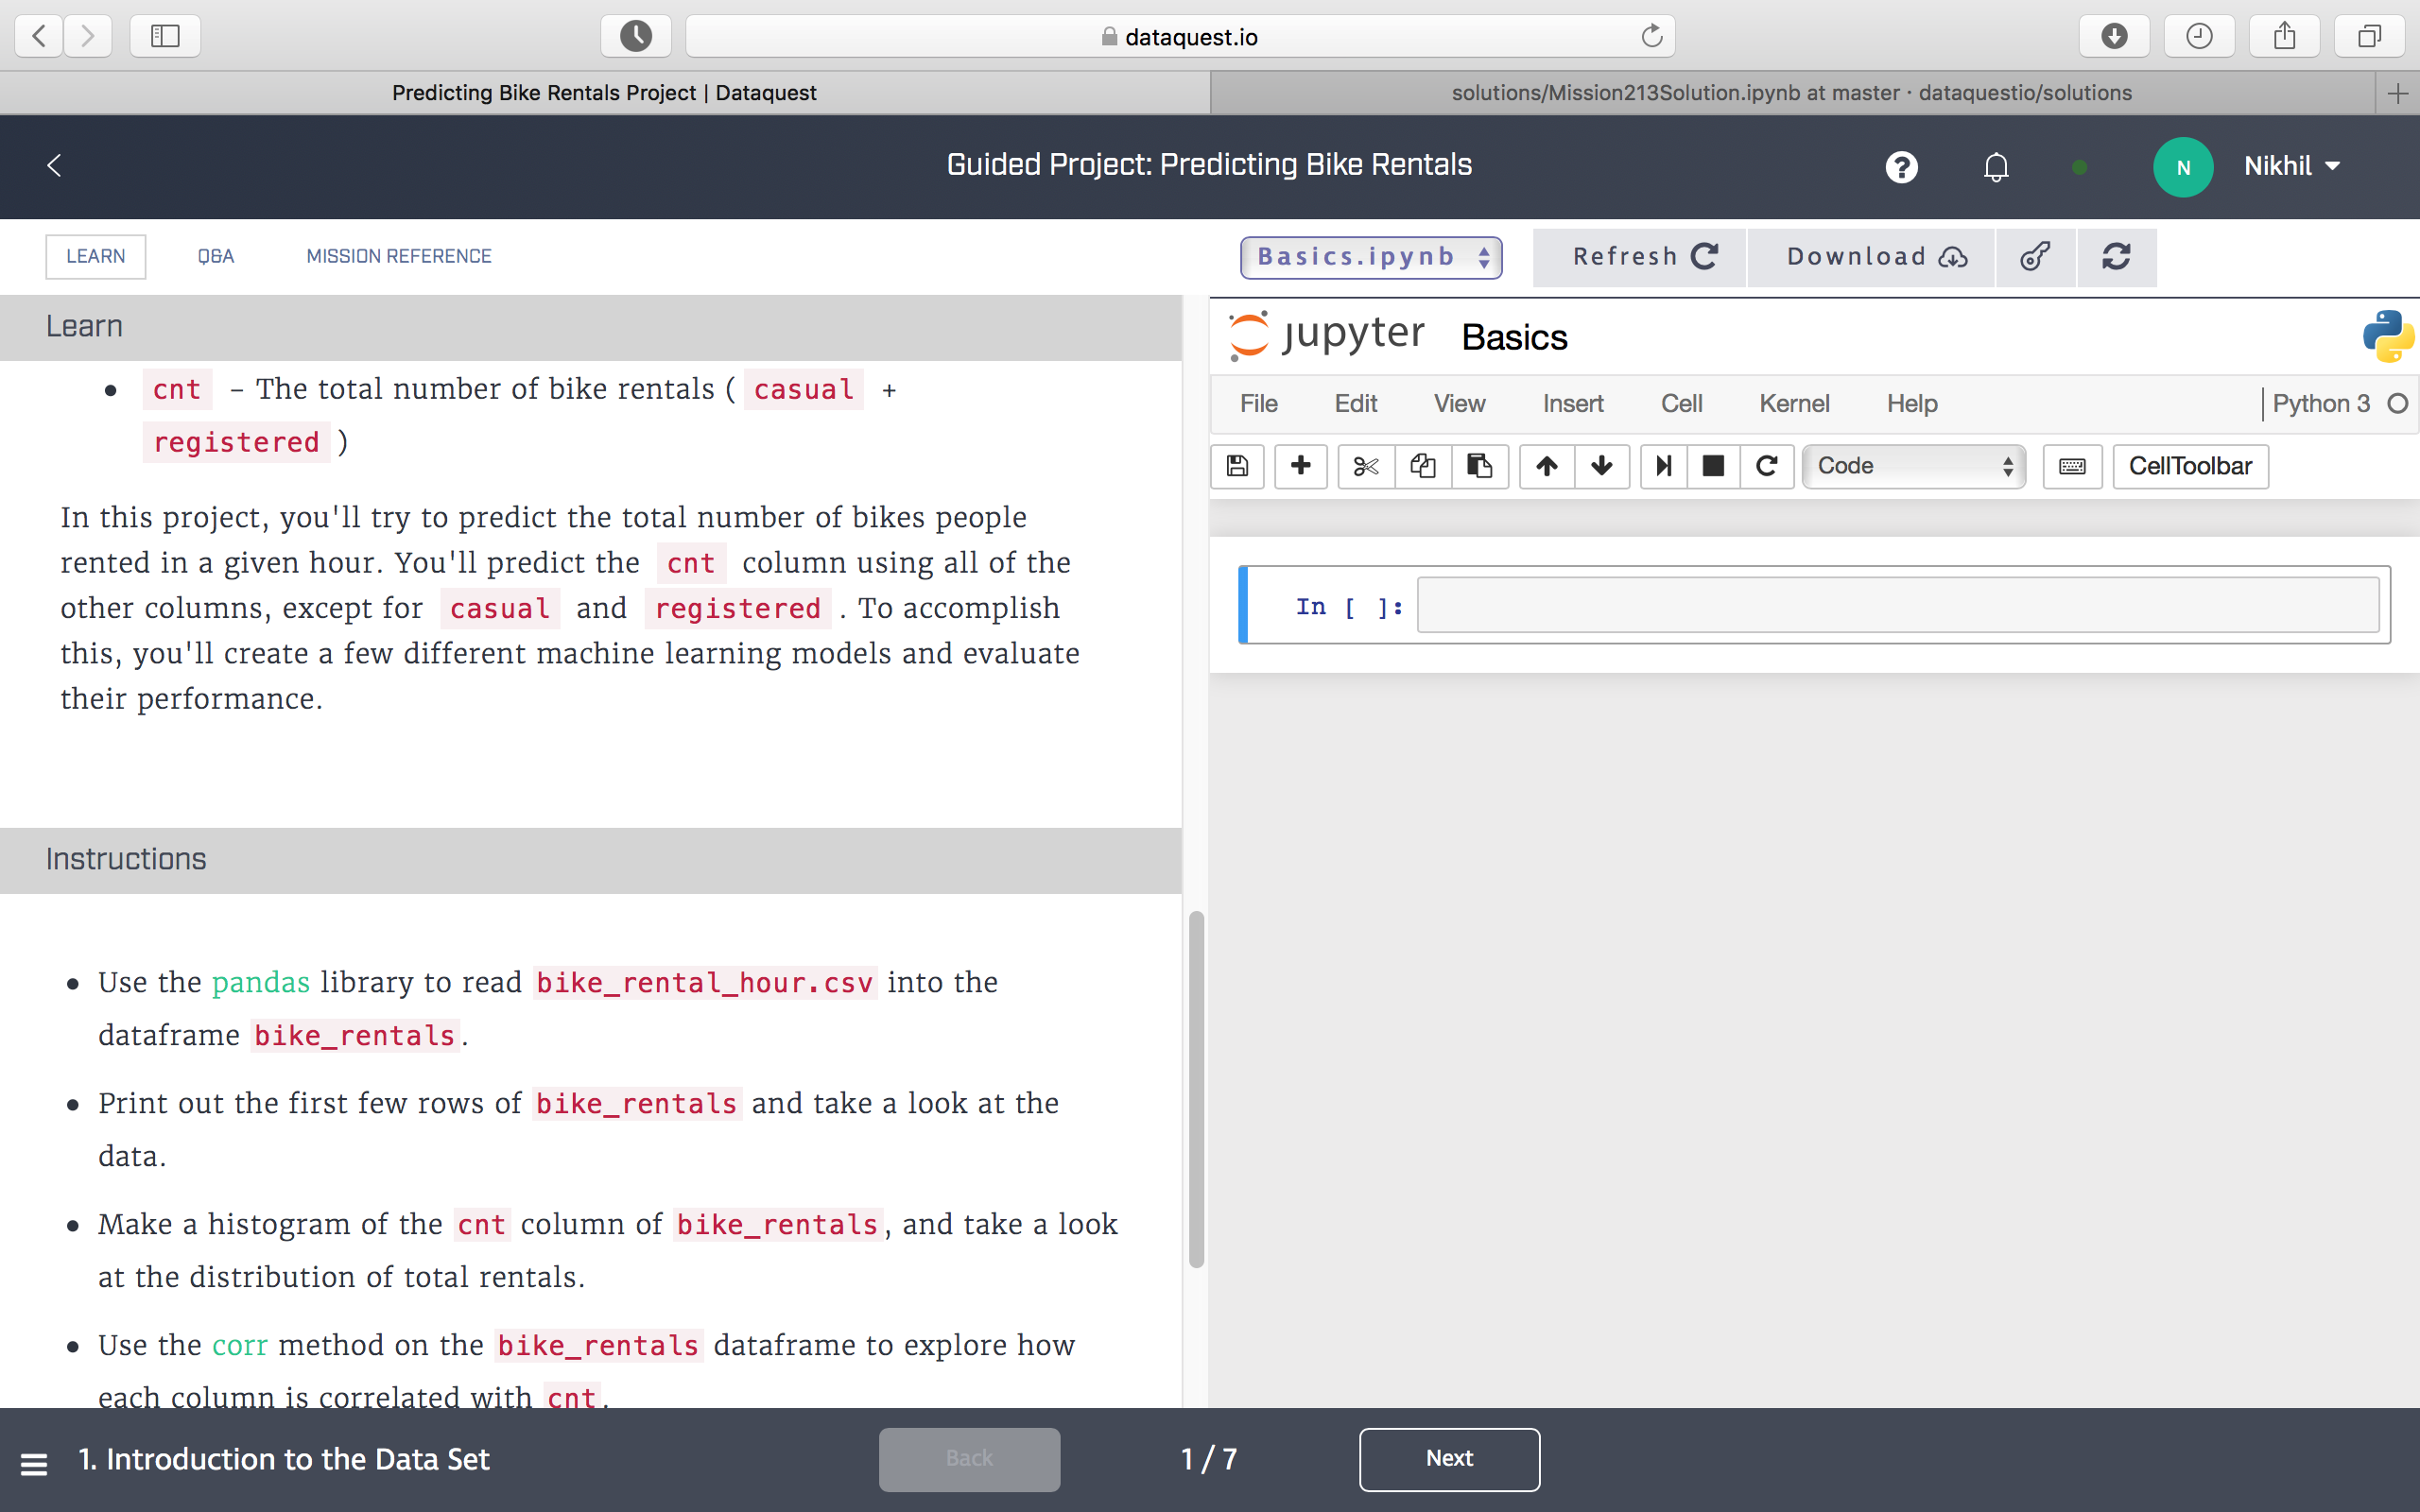 dataquest.io
Predicting Bike Rentals Project | Dataquest
solutions/Mission213Solution.ipynb at master · dataquestio/solutions
Guided Project: Predicting Bike Rentals
N
Nikhil
LEARN
Q&A
MISSION REFERENCE
Basics.ipynb
Refresh
Download
Learn
• cnt – The total number of bike rentals ( casual +
registered )
In this project, you'll try to predict the total number of bikes people
rented in a given hour. You'll predict the cnt column using all of the
other columns, except for casual and registered . To accomplish
this, you'll create a few different machine learning models and evaluate
their performance.
Instructions
• Use the pandas library to read bike_rental_hour.csv into the
dataframe bike_rentals.
• Print out the first few rows of bike_rentals and take a look at the
data.
• Make a histogram of the cnt column of bike_rentals, and take a look
at the distribution of total rentals.
• Use the corr method on the bike_rentals dataframe to explore how
each column is correlated with cnt.
jupyter Basics
File Edit View Insert Cell Kernel Help
Python 3
Code
CellToolbar
In [ ]:
1. Introduction to the Data Set
Back
1 / 7
Next